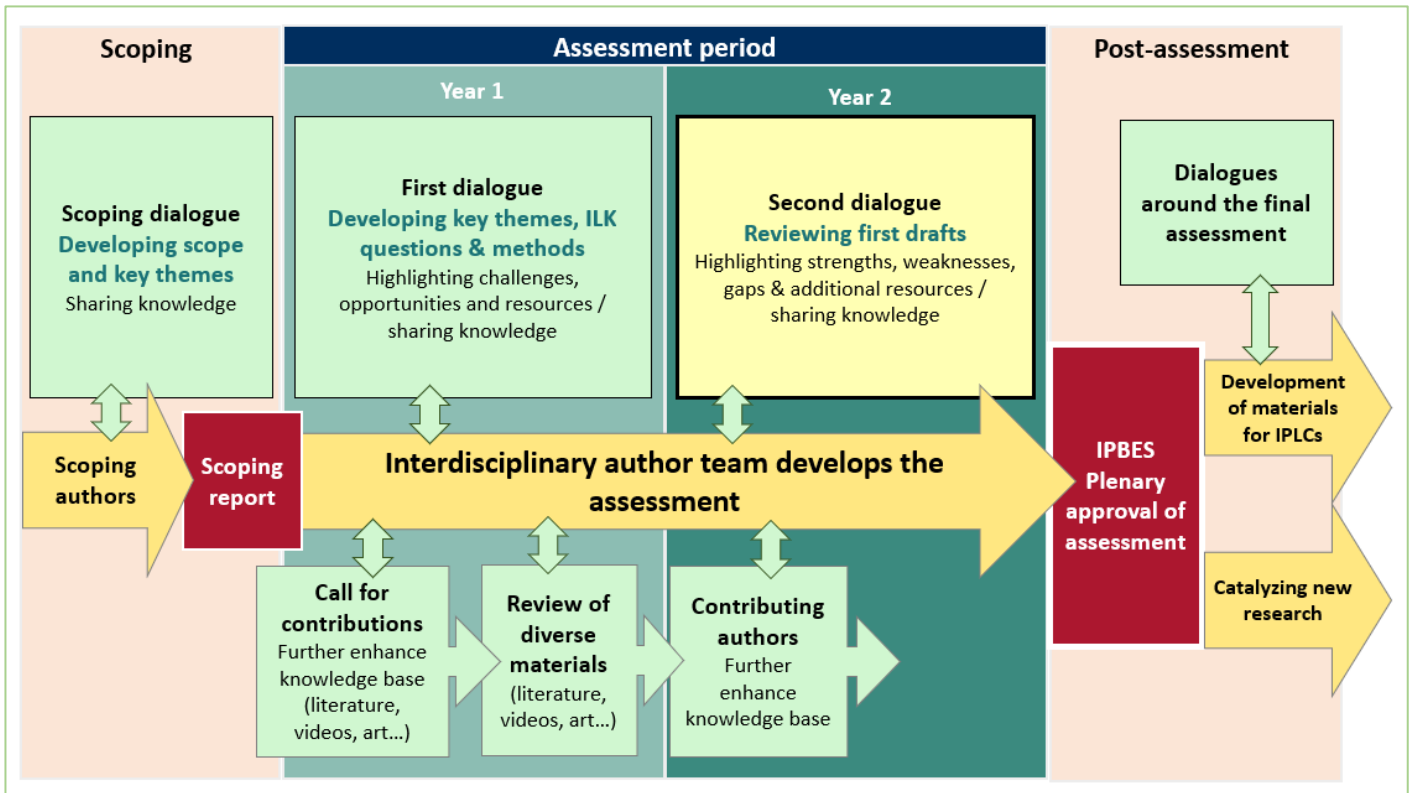 Scoping
Assessment period
Post-assessment
Year 1
Year 2
Scoping dialogue
Developing scope
and key themes
Sharing knowledge
First dialogue
Developing key themes, ILK
questions & methods
Highlighting challenges,
opportunities and resources /
sharing knowledge
Second dialogue
Reviewing first drafts
Highlighting strengths, weaknesses,
gaps & additional resources /
sharing knowledge
Dialogues
around the final
assessment
Scoping
authors
Scoping
report
Interdisciplinary author team develops the
assessment
IPBES
Plenary
approval of
assessment
Development
of materials
for IPLCs
Catalyzing new
research
Call for
contributions
Further enhance
knowledge base
(literature,
videos, art…)
Review of
diverse
materials
(literature,
videos, art…)
Contributing
authors
Further
enhance
knowledge base